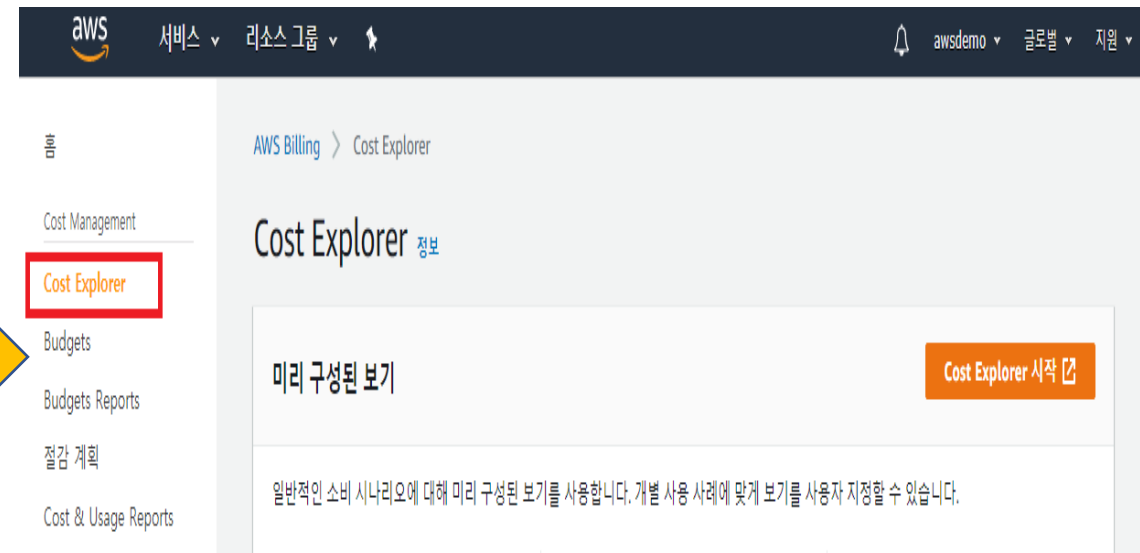 aws 서비스 리소스 그룹 awsdemo 글로벌 지원
홈
AWS Billing > Cost Explorer
Cost Management
Cost Explorer 정보
Cost Explorer
Budgets
미리 구성된 보기
Cost Explorer 시작
Budgets Reports
절감 계획
일반적인 소비 시나리오에 대해 미리 구성된 보기를 사용합니다. 개별 사용 사례에 맞게 보기를 사용자 지정할 수 있습니다.
Cost & Usage Reports